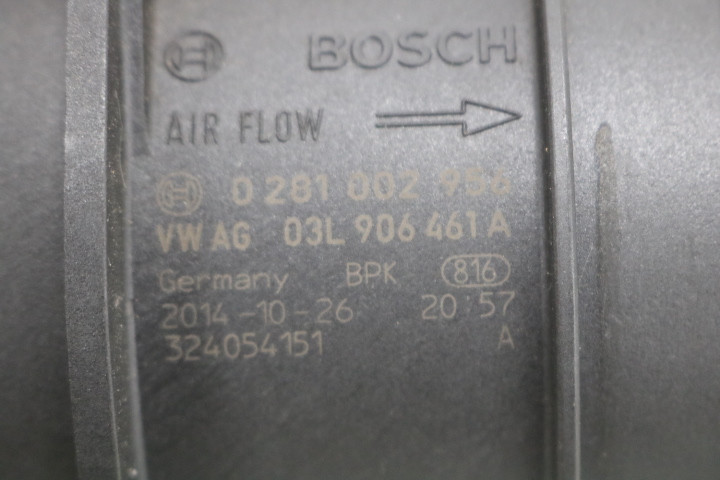 BOSCH
AIR FLOW
0 281 002 956
VW AG 03L 906 461 A
Germany BPK 816
2014-10-26 20:57
324054151 A